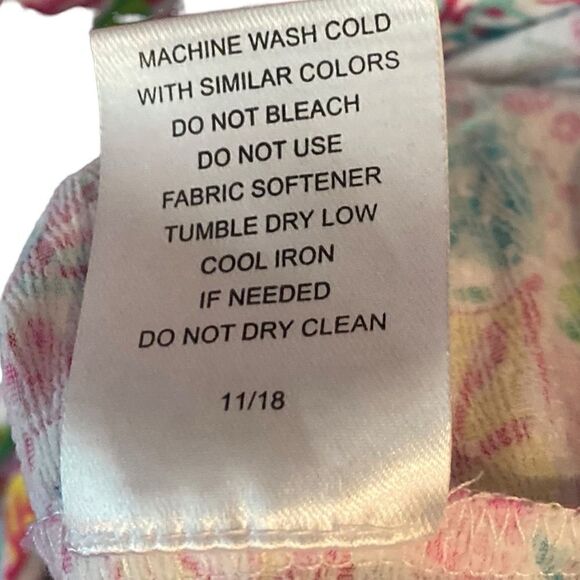 MACHINE WASH COLD
WITH SIMILAR COLORS
DO NOT BLEACH
DO NOT USE
FABRIC SOFTENER
TUMBLE DRY LOW
COOL IRON
IF NEEDED
DO NOT DRY CLEAN
11/18